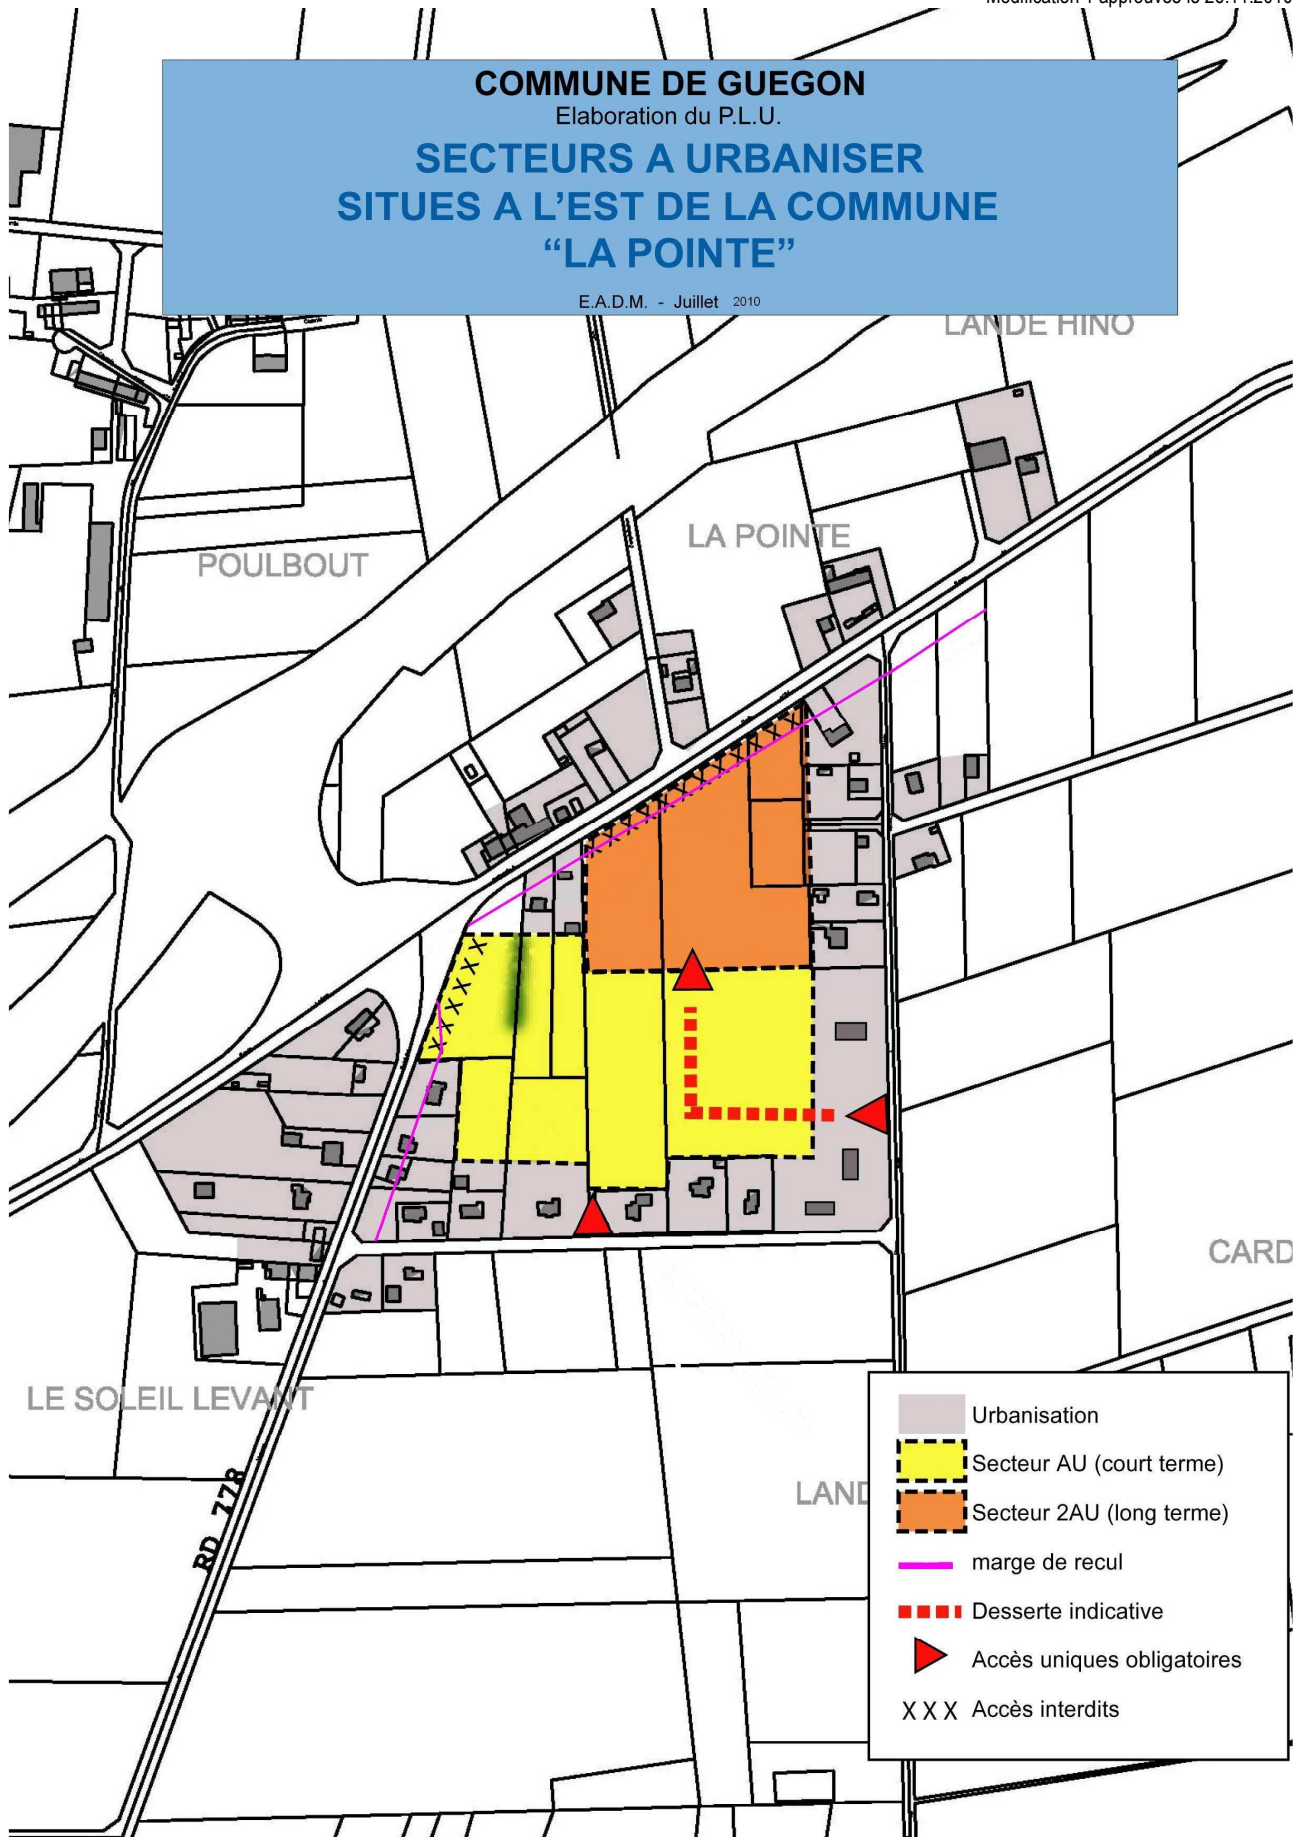 COMMUNE DE GUEGON
Elaboration du P.L.U.
SECTEURS A URBANISER
SITUES A L'EST DE LA COMMUNE
“LA POINTE”
E.A.D.M. - Juillet 2010
LANDE HINO
LA POINTE
POULBOUT
CARD
LE SOLEIL LEVANT
RD 778
LAND
Urbanisation
Secteur AU (court terme)
Secteur 2AU (long terme)
marge de recul
Desserte indicative
Accès uniques obligatoires
X X X Accès interdits